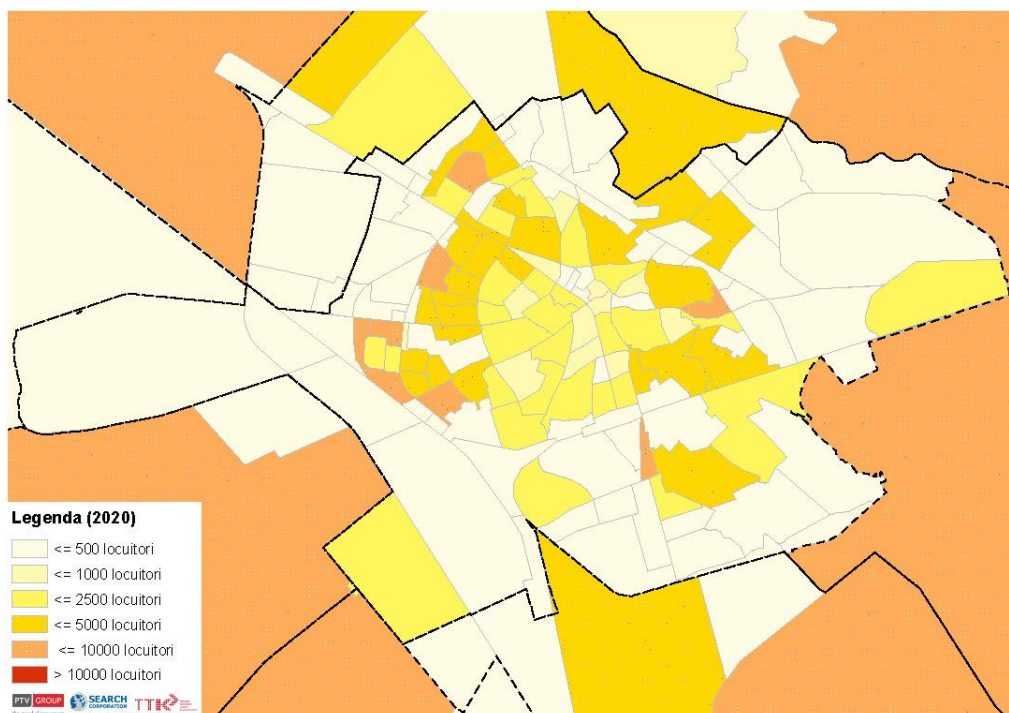 Legenda (2020)
<= 500 locuitori
<= 1000 locuitori
<= 2500 locuitori
<= 5000 locuitori
<= 10000 locuitori
> 10000 locuitori
PTV GROUP SEARCH CORPORATION TTK